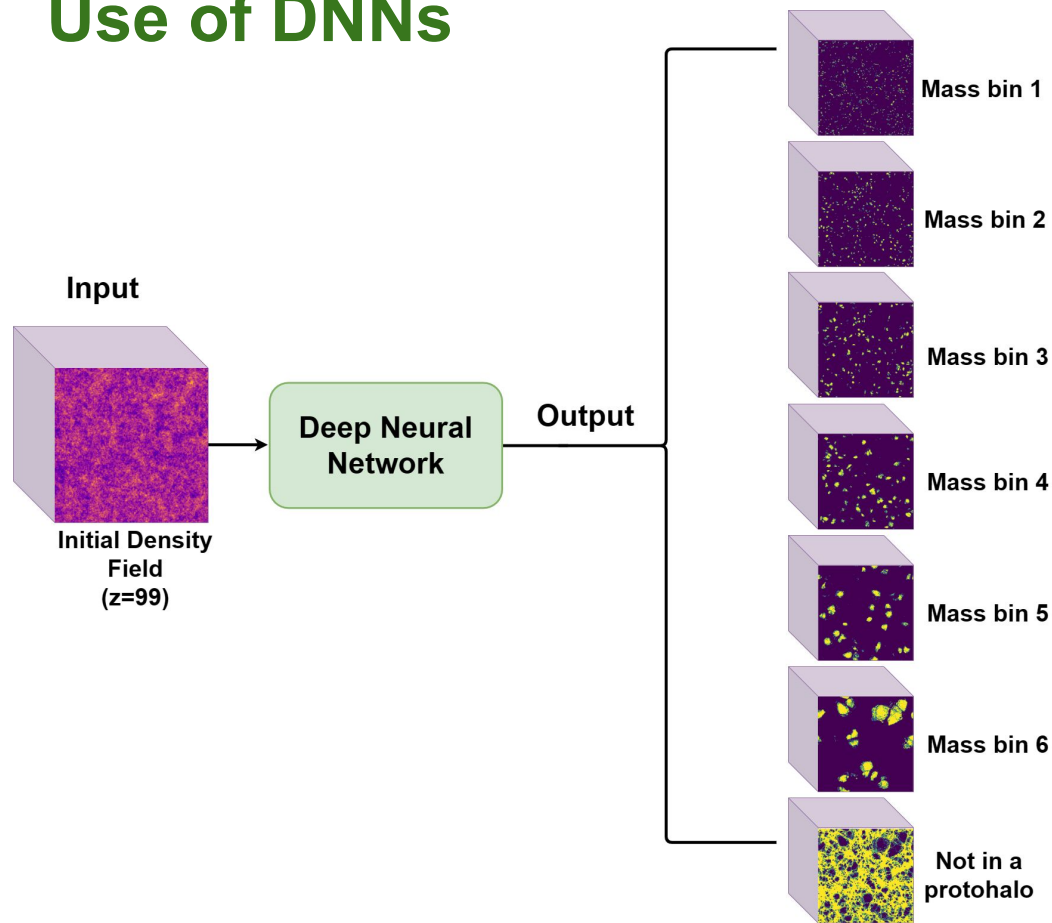 Use of DNNs
Input
Initial Density
Field
(z=99)
Deep Neural
Network
Output
Mass bin 1
Mass bin 2
Mass bin 3
Mass bin 4
Mass bin 5
Mass bin 6
Not in a
protohalo